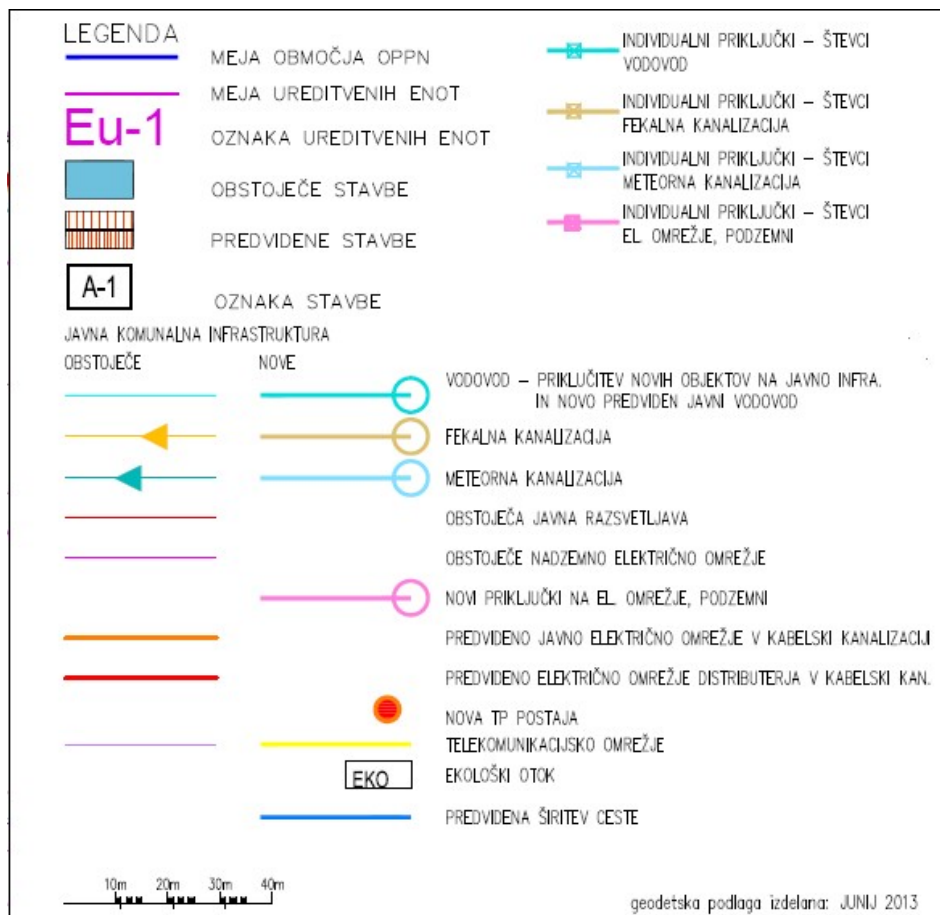 LEGENDA
MEJA OBMOČJA OPPN
MEJA UREDITVENIH ENOT
Eu-1
OZNAKA UREDITVENIH ENOT
OBSTOJEČE STAVBE
PREDVIDENE STAVBE
A-1
OZNAKA STAVBE
INDIVIDUALNI PRIKLJUČKI – ŠTEVCI
VODOVOD
INDIVIDUALNI PRIKLJUČKI – ŠTEVCI
FEKALNA KANALIZACIJA
INDIVIDUALNI PRIKLJUČKI – ŠTEVCI
METEORNA KANALIZACIJA
INDIVIDUALNI PRIKLJUČKI – ŠTEVCI
EL. OMREŽJE, PODZEMNI
JAVNA KOMUNALNA INFRASTRUKTURA
OBSTOJEČE NOVE
VODOVOD – PRIKLJUČITEV NOVIH OBJEKTOV NA JAVNO INFRA.
IN NOVO PREDVIDEN JAVNI VODOVOD
FEKALNA KANALIZACIJA
METEORNA KANALIZACIJA
OBSTOJEČA JAVNA RAZSVETLJAVA
OBSTOJEČE NADZEMNO ELEKTRIČNO OMREŽJE
NOVI PRIKLJUČKI NA EL. OMREŽJE, PODZEMNI
PREDVIDENO JAVNO ELEKTRIČNO OMREŽJE V KABELSKI KANALIZACIJI
PREDVIDENO ELEKTRIČNO OMREŽJE DISTRIBUTERJA V KABELSKI KAN.
NOVA TP POSTAJA
TELEKOMUNIKACIJSKO OMREŽJE
EKO
EKOLOŠKI OTOK
PREDVIDENA ŠIRITEV CESTE
10m 20m 30m 40m
geodetska podlaga izdelana: JUNIJ 2013